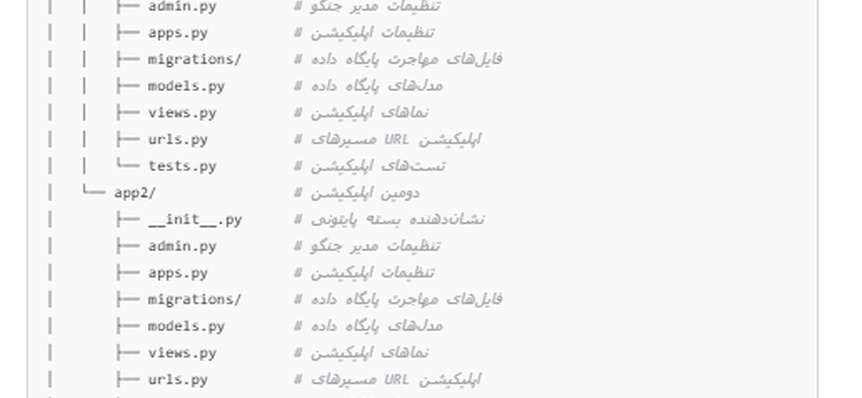 │   │   ├── admin.py        # تنظیمات مدیر جنگو
│   │   ├── apps.py         # تنظیمات اپلیکیشن
│   │   ├── migrations/     # فایل‌های مهاجرت پایگاه داده
│   │   ├── models.py       # مدل‌های پایگاه داده
│   │   ├── views.py        # نماهای اپلیکیشن
│   │   ├── urls.py         # مسیرهای URL اپلیکیشن
│   │   └── tests.py        # تست‌های اپلیکیشن
│   └── app2/               # دومین اپلیکیشن
│       ├── __init__.py     # نشان‌دهنده بسته پایتونی
│       ├── admin.py        # تنظیمات مدیر جنگو
│       ├── apps.py         # تنظیمات اپلیکیشن
│       ├── migrations/     # فایل‌های مهاجرت پایگاه داده
│       ├── models.py       # مدل‌های پایگاه داده
│       ├── views.py        # نماهای اپلیکیشن
│       ├── urls.py         # مسیرهای URL اپلیکیشن